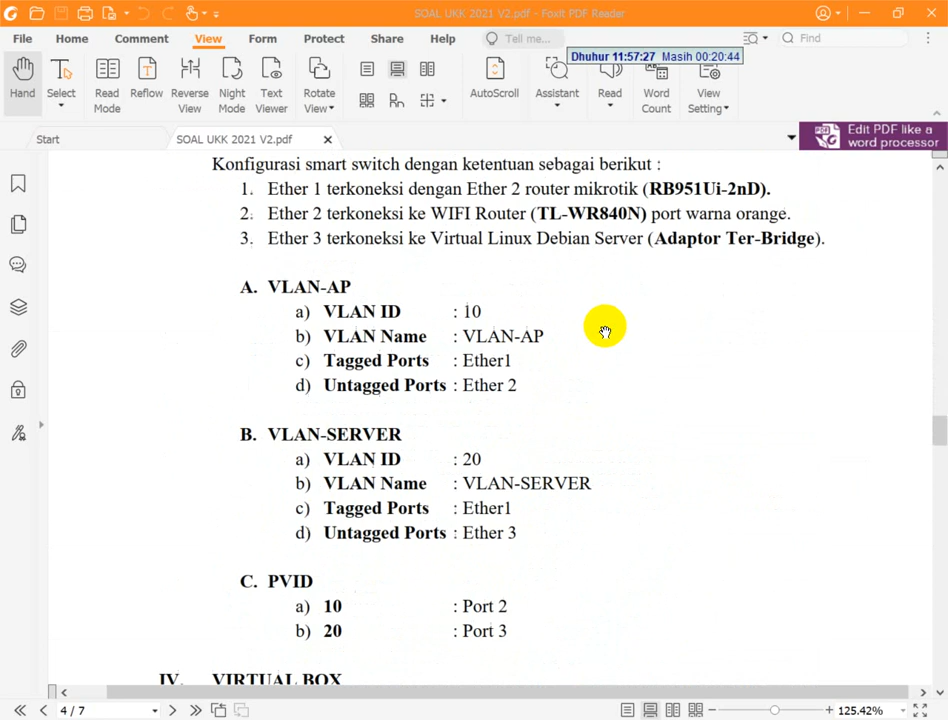 SOAL UKK 2021 V2.pdf - Foxit PDF Reader
File Home Comment View Form Protect Share Help Tell me... Find
Dhuhur 11:57:27 Masih 00:20:44
Hand Select Read Mode Reflow Reverse View Night Mode Text Viewer Rotate View AutoScroll Assistant Read Word Count View Setting
Start SOAL UKK 2021 V2.pdf Edit PDF like a word processor
Konfigurasi smart switch dengan ketentuan sebagai berikut :
1. Ether 1 terkoneksi dengan Ether 2 router mikrotik (RB951Ui-2nD).
2. Ether 2 terkoneksi ke WIFI Router (TL-WR840N) port warna orange.
3. Ether 3 terkoneksi ke Virtual Linux Debian Server (Adaptor Ter-Bridge).
A. VLAN-AP
a) VLAN ID : 10
b) VLAN Name : VLAN-AP
c) Tagged Ports : Ether1
d) Untagged Ports : Ether 2
B. VLAN-SERVER
a) VLAN ID : 20
b) VLAN Name : VLAN-SERVER
c) Tagged Ports : Ether1
d) Untagged Ports : Ether 3
C. PVID
a) 10 : Port 2
b) 20 : Port 3
IV. VIRTUAL BOX
4 / 7 125.42%